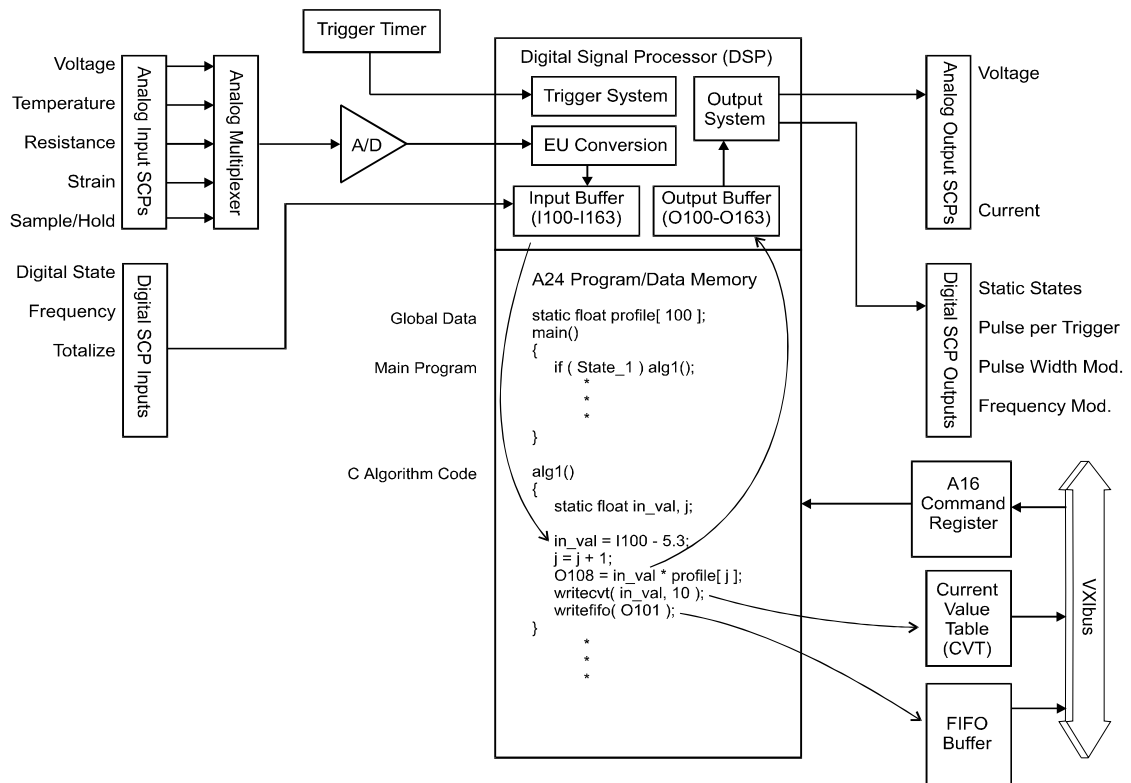 Trigger Timer
Digital Signal Processor (DSP)
Trigger System
EU Conversion
Input Buffer
(I100-I163)
Output
System
Output Buffer
(O100-O163)
Voltage
Temperature
Resistance
Strain
Sample/Hold
Analog Input SCPs
Analog Multiplexer
A/D
Digital State
Frequency
Totalize
Digital SCP Inputs
Analog Output SCPs
Voltage
Current
Digital SCP Outputs
Static States
Pulse per Trigger
Pulse Width Mod.
Frequency Mod.
A24 Program/Data Memory
Global Data
static float profile[ 100 ];
main()
{
Main Program
if ( State_1 ) alg1();
*
*
*
}
C Algorithm Code
alg1()
{
static float in_val, j;
in_val = I100 - 5.3;
j = j + 1;
O108 = in_val * profile[ j ];
writecvt( in_val, 10 );
writefifo( O101 );
}
*
*
*
A16
Command
Register
Current
Value
Table
(CVT)
FIFO
Buffer
VXIbus